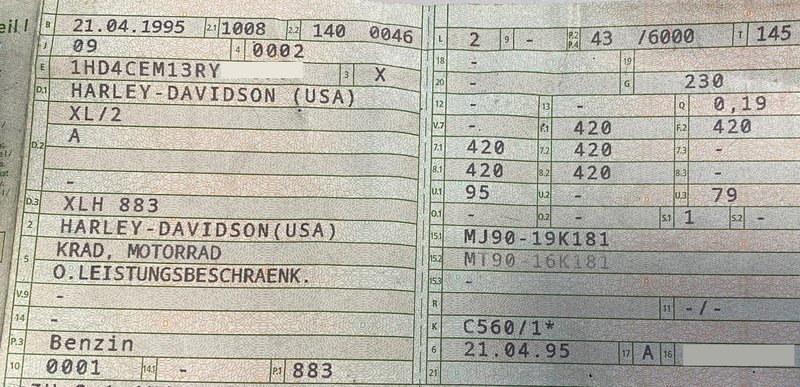 eil I
B 21.04.1995 2.1 1008 2.2 140 0046
J 09 4 0002
E 1HD4CEM13RY 3 X
D.1 HARLEY-DAVIDSON (USA)
XL/2
D.2 A
-
D.3 XLH 883
2 HARLEY-DAVIDSON(USA)
5 KRAD, MOTORRAD
O.LEISTUNGSBESCHRAENK.
V.9 -
14 -
P.3 Benzin
10 0001 14.1 - P.1 883
L 2 9 - P.2 P.4 43 /6000 T 145
18 - 19
20 - G 230
12 - 13 - Q 0,19
V.7 - F.1 420 F.2 420
7.1 420 7.2 420 7.3 -
8.1 420 8.2 420 8.3 -
U.1 95 U.2 - U.3 79
O.1 - O.2 - S.1 1 S.2 -
15.1 MJ90-19K181
15.2 MT90-16K181
15.3 -
R 11 -/-
K C560/1*
6 21.04.95 17 A 16
21